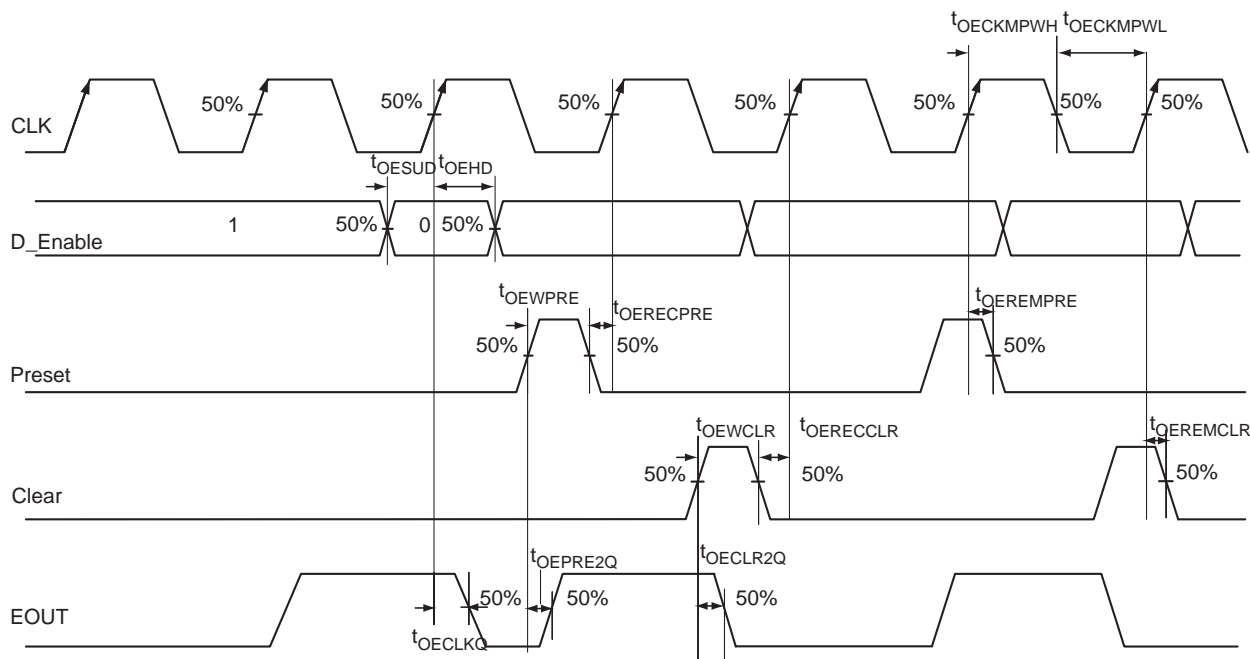 tOECKMPWH tOECKMPWL
50% 50% 50% 50% 50% 50% 50%
CLK
tOESUD tOEHD
1 50% 0 50%
D_Enable
tOEWPRE tOERECPRE tOEREMPRE
50% 50% 50%
Preset
tOEWCLR tOERECCLR tOEREMCLR
50% 50% 50%
Clear
tOEPRE2Q tOECLR2Q
50% 50% 50%
EOUT
tOECLKQ